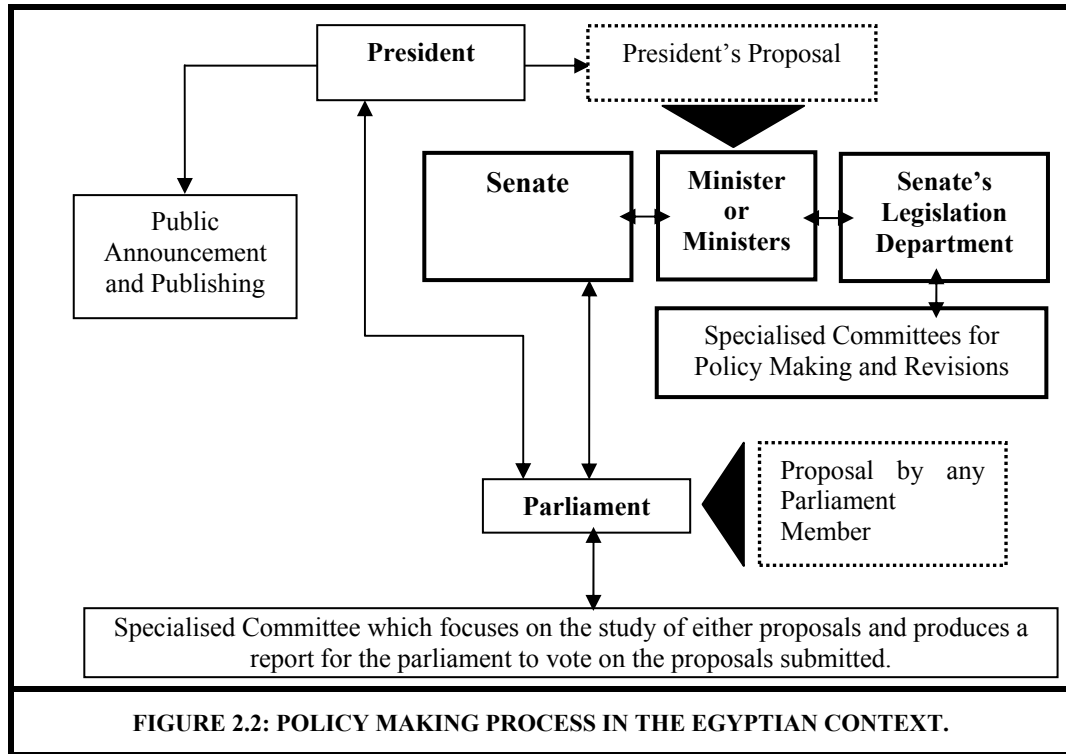 President
President’s Proposal
Senate
Minister
or
Ministers
Senate’s
Legislation
Department
Public
Announcement
and Publishing
Specialised Committees for
Policy Making and Revisions
Parliament
Proposal by any
Parliament
Member
Specialised Committee which focuses on the study of either proposals and produces a
report for the parliament to vote on the proposals submitted.
FIGURE 2.2: POLICY MAKING PROCESS IN THE EGYPTIAN CONTEXT.